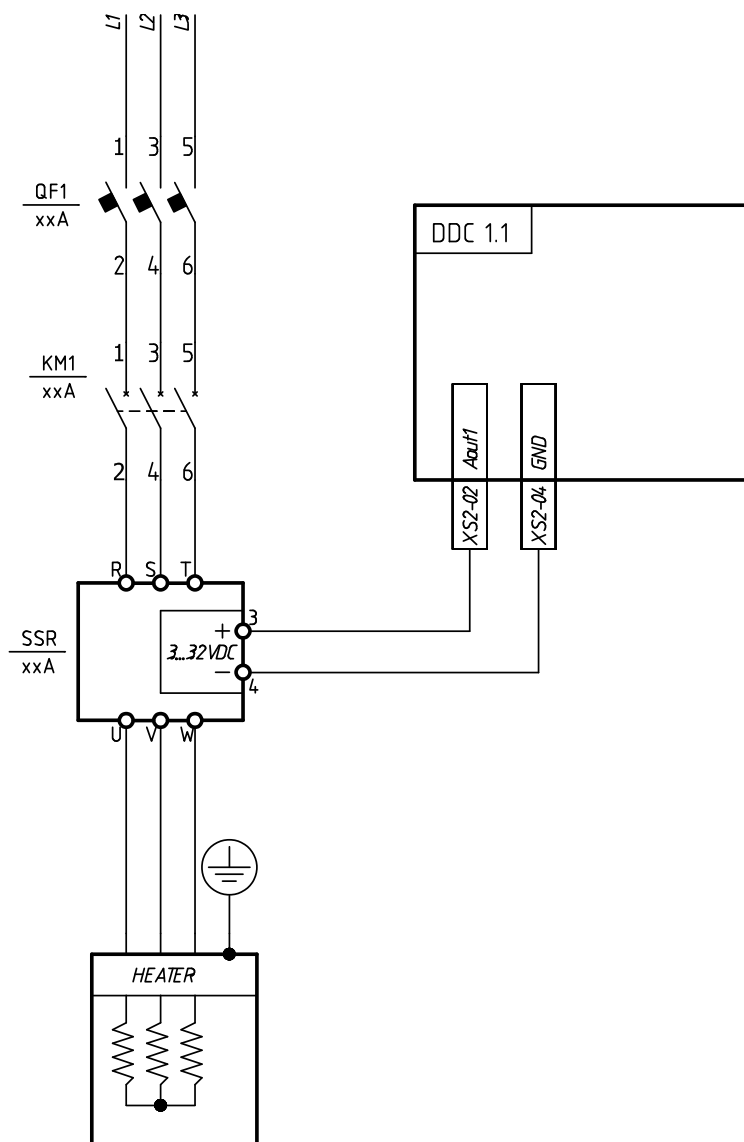 L1 L2 L3
1 3 5
QF1
xxA
2 4 6
DDC 1.1
1 3 5
KM1
xxA
2 4 6
XS2-02 Aout1
XS2-04 GND
R S T
3
+
SSR
xxA
3...32VDC
-
4
U V W
HEATER